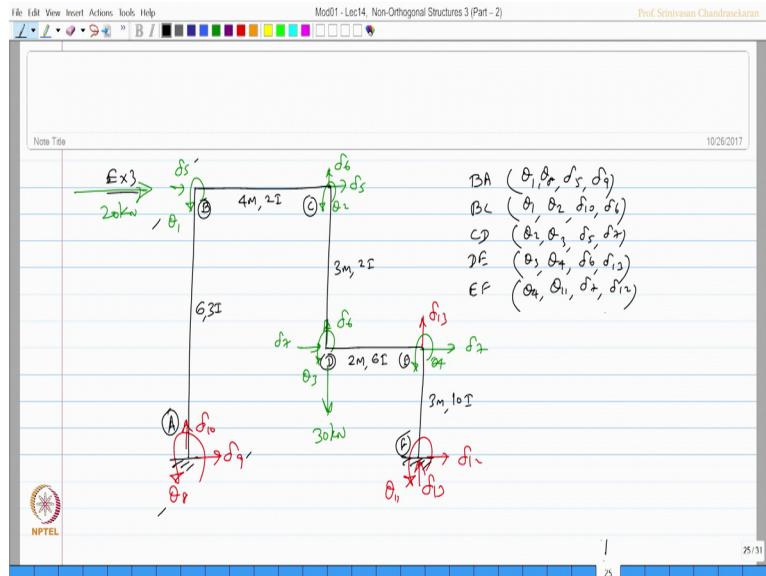 File Edit View Insert Actions Tools Help
Mod01 - Lec14, Non-Orthogonal Structures 3 (Part – 2)
Prof. Srinivasan Chandrasekaran
B I
Note Title
10/26/2017
Ex3
20kN
δ5
θ1
B
4M, 2I
C
δ6
δ5
θ2
BA (θ1, θ8, δ5, δ9)
BC (θ1 θ2, δ10, δ6)
CD (θ2, θ3, δ5, δ7)
DE (θ3 θ4, δ6, δ13)
EF (θ4, θ11, δ7, δ12)
3M, 2I
6, 3I
δ6
δ13
δ7
D
2M, 6I
θ4
δ7
θ3
30kN
3M, 10I
A
δ10
δ9
θ8
F
δ12
θ11
δ13
NPTEL
1
25
25/31